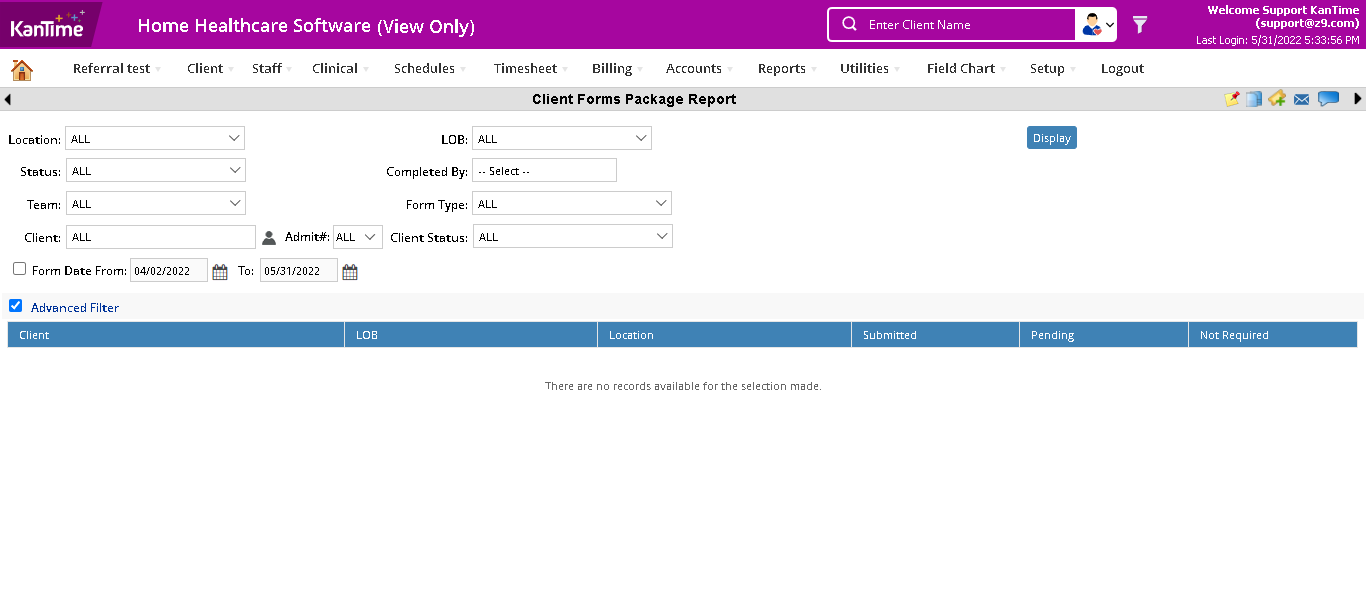 KanTime
Home Healthcare Software (View Only)
Enter Client Name
Welcome Support KanTime
(support@z9.com)
Last Login: 5/31/2022 5:33:56 PM
Referral test Client Staff Clinical Schedules Timesheet Billing Accounts Reports Utilities Field Chart Setup Logout
Client Forms Package Report
Location: ALL LOB: ALL Display
Status: ALL Completed By: -- Select --
Team: ALL Form Type: ALL
Client: ALL Admit#: ALL Client Status: ALL
Form Date From: 04/02/2022 To: 05/31/2022
Advanced Filter
Client LOB Location Submitted Pending Not Required
There are no records available for the selection made.